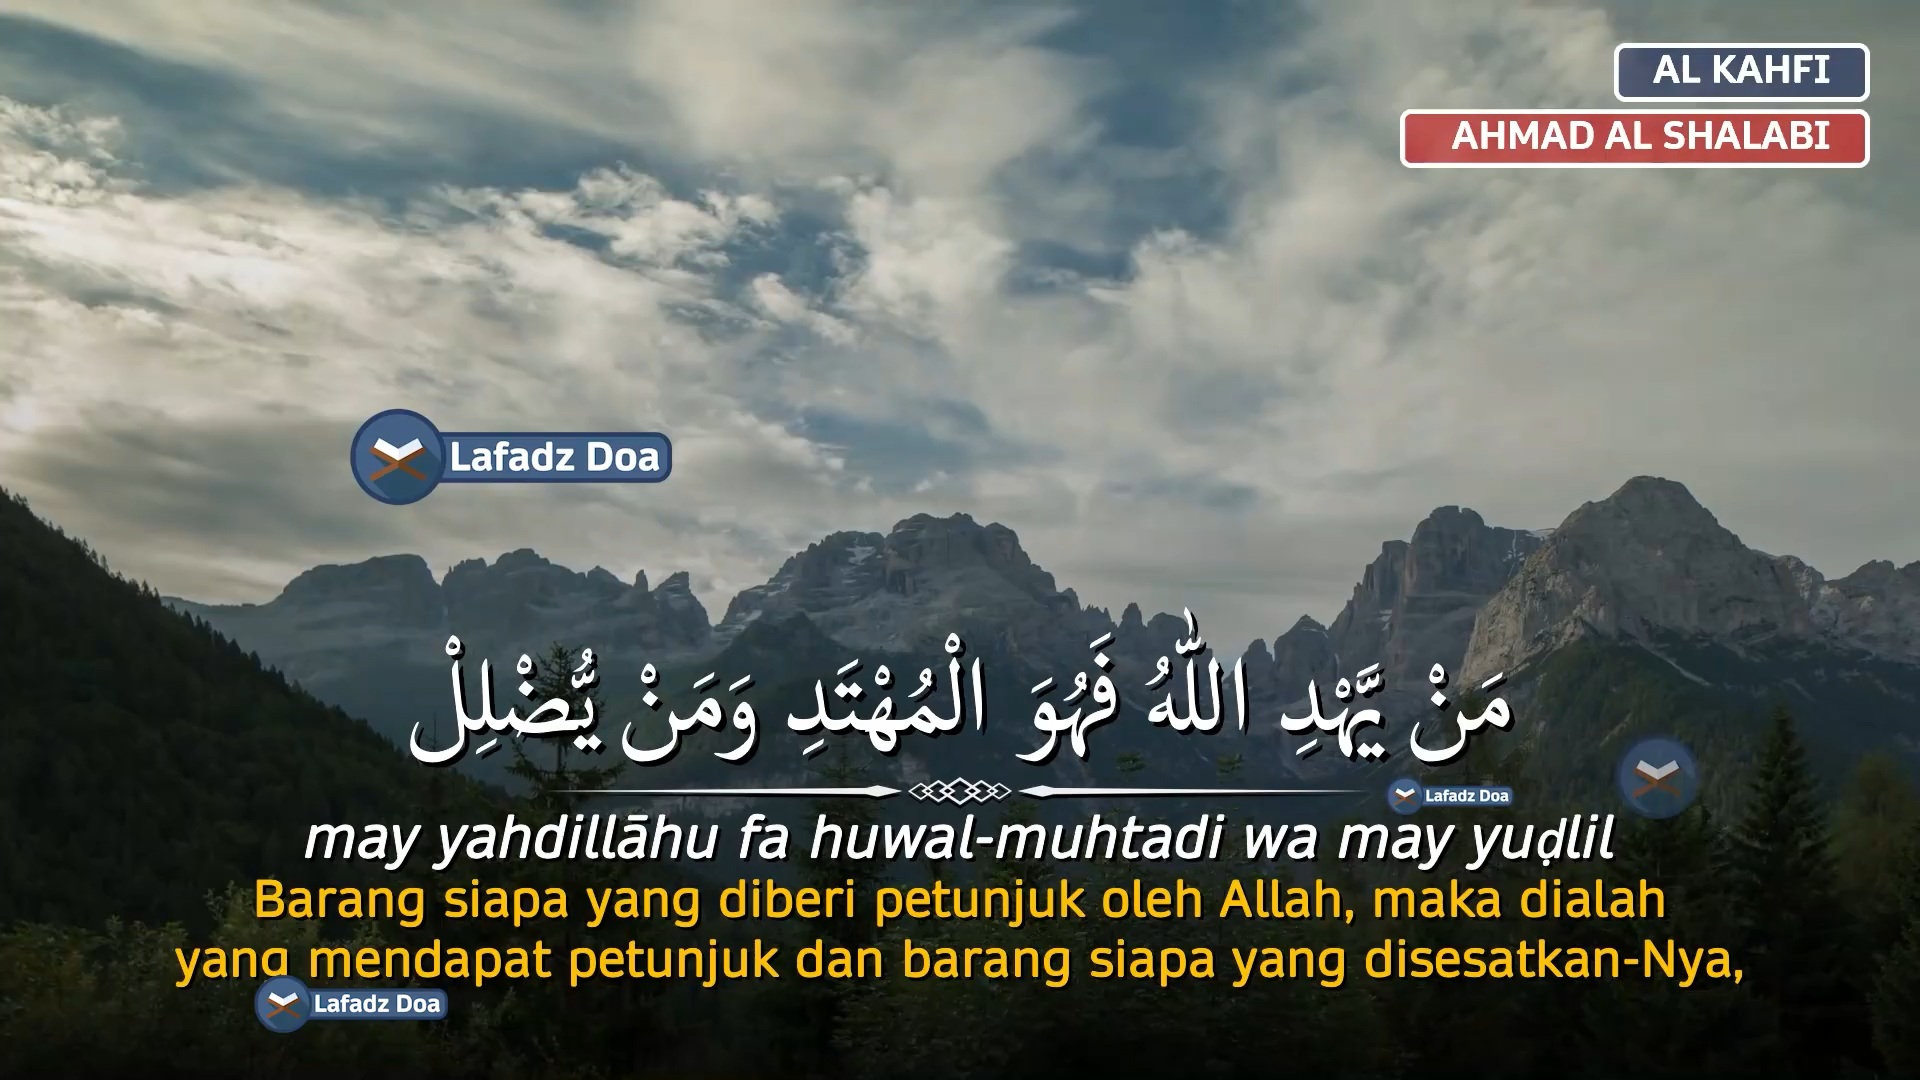 AL KAHFI
AHMAD AL SHALABI
Lafadz Doa
مَنْ يَّهْدِ اللّٰهُ فَهُوَ الْمُهْتَدِ وَمَنْ يُّضْلِلْ
Lafadz Doa
may yahdillāhu fa huwal-muhtadi wa may yuḍlil
Barang siapa yang diberi petunjuk oleh Allah, maka dialah
yang mendapat petunjuk dan barang siapa yang disesatkan-Nya,
Lafadz Doa